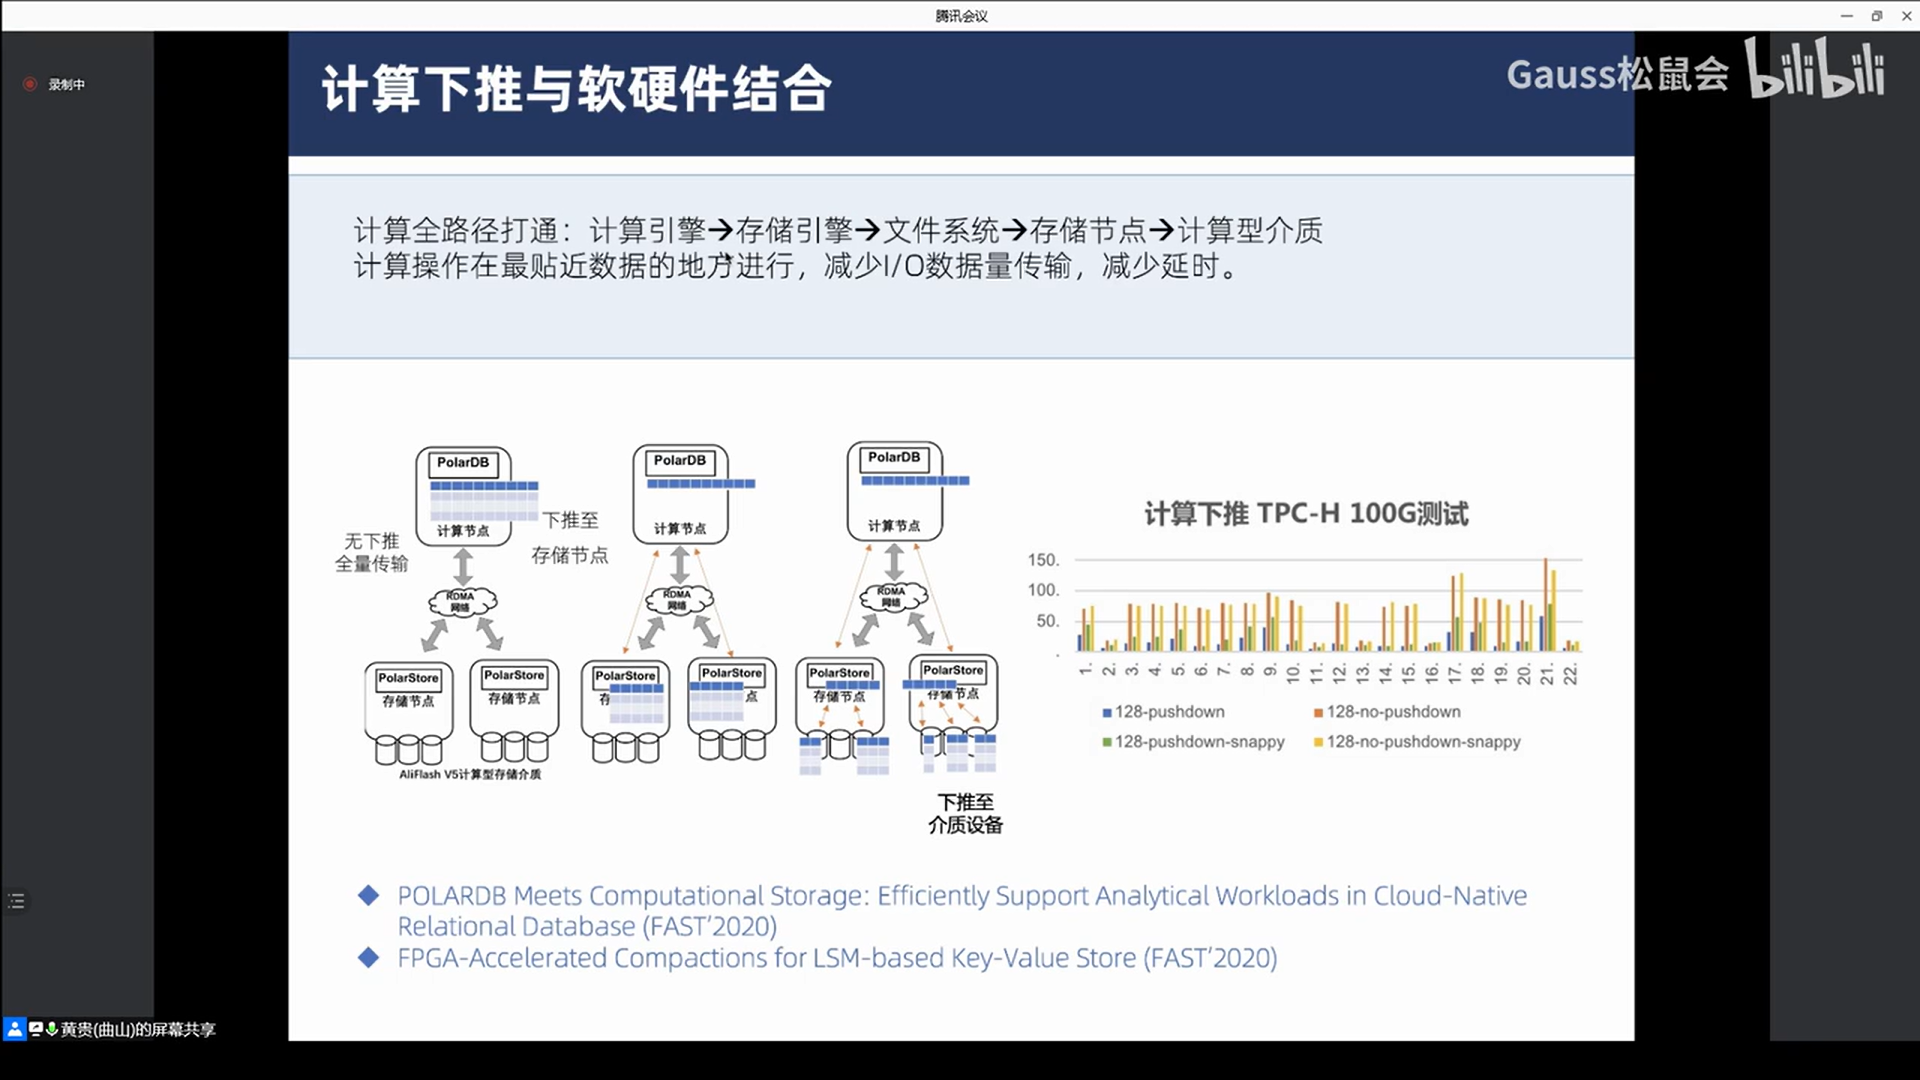 腾讯会议
录制中
计算下推与软硬件结合
Gauss松鼠会 bilibili
计算全路径打通：计算引擎→存储引擎→文件系统→存储节点→计算型介质
计算操作在最贴近数据的地方进行，减少I/O数据量传输，减少延时。
PolarDB
计算节点
无下推
全量传输
RDMA
网络
PolarStore
存储节点
PolarStore
存储节点
AliFlash V5计算型存储介质
下推至
存储节点
PolarDB
计算节点
RDMA
网络
PolarStore
存
PolarStore
点
PolarDB
计算节点
RDMA
网络
PolarStore
存储节点
PolarStore
存储节点
下推至
介质设备
计算下推 TPC-H 100G测试
150.
100.
50.
.
1. 2. 3. 4. 5. 6. 7. 8. 9. 10. 11. 12. 13. 14. 15. 16. 17. 18. 19. 20. 21. 22.
128-pushdown
128-no-pushdown
128-pushdown-snappy
128-no-pushdown-snappy
POLARDB Meets Computational Storage: Efficiently Support Analytical Workloads in Cloud-Native
Relational Database (FAST’2020)
FPGA-Accelerated Compactions for LSM-based Key-Value Store (FAST’2020)
黄贵(曲山)的屏幕共享